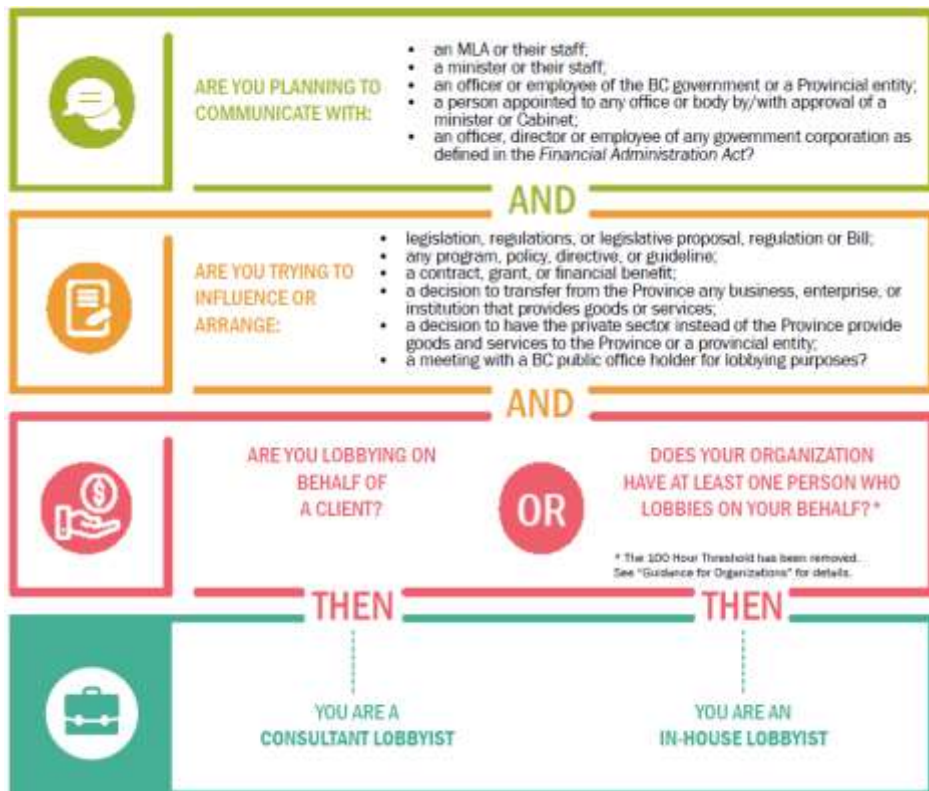 ARE YOU PLANNING TO
COMMUNICATE WITH:
• an MLA or their staff;
• a minister or their staff;
• an officer or employee of the BC government or a Provincial entity;
• a person appointed to any office or body by/with approval of a
minister or Cabinet;
• an officer, director or employee of any government corporation as
defined in the Financial Administration Act?
AND
ARE YOU TRYING TO
INFLUENCE OR
ARRANGE:
• legislation, regulations, or legislative proposal, regulation or Bill;
• any program, policy, directive, or guideline;
• a contract, grant, or financial benefit;
• a decision to transfer from the Province any business, enterprise, or
institution that provides goods or services;
• a decision to have the private sector instead of the Province provide
goods and services to the Province or a provincial entity;
• a meeting with a BC public office holder for lobbying purposes?
AND
$
ARE YOU LOBBYING ON
BEHALF OF
A CLIENT?
OR
DOES YOUR ORGANIZATION
HAVE AT LEAST ONE PERSON WHO
LOBBIES ON YOUR BEHALF?*
* The 100 Hour Threshold has been removed.
See "Guidance for Organizations" for details.
THEN
THEN
YOU ARE A
CONSULTANT LOBBYIST
YOU ARE AN
IN-HOUSE LOBBYIST